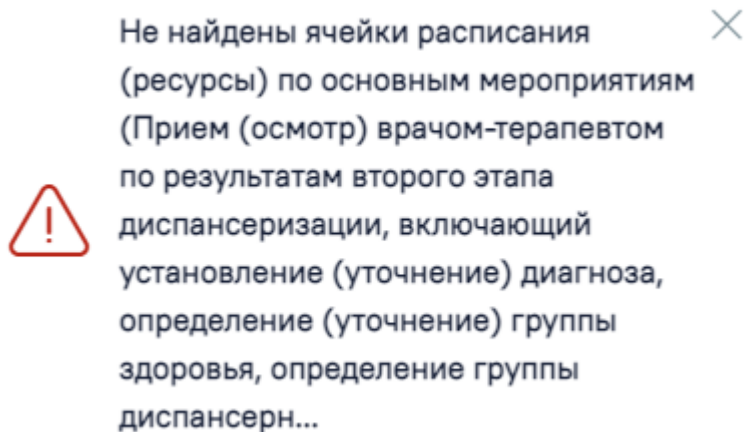 Не найдены ячейки расписания
(ресурсы) по основным мероприятиям
(Прием (осмотр) врачом-терапевтом
по результатам второго этапа
диспансеризации, включающий
установление (уточнение) диагноза,
определение (уточнение) группы
здоровья, определение группы
диспансерн...